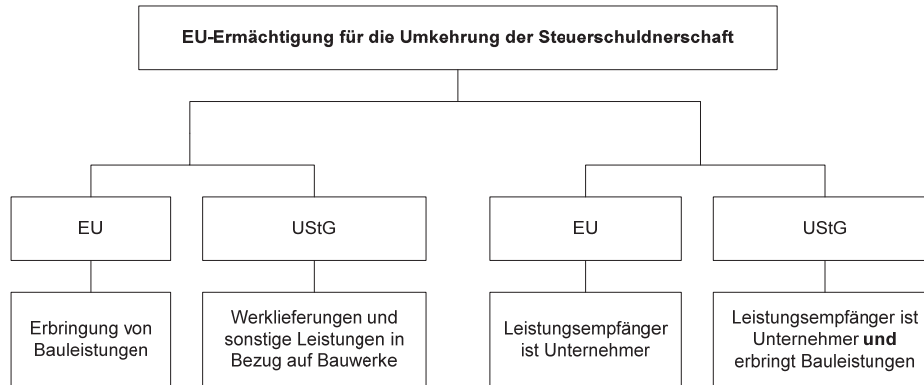 EU-Ermächtigung für die Umkehrung der Steuerschuldnerschaft
EU
UStG
EU
UStG
Erbringung von
Bauleistungen
Werklieferungen und
sonstige Leistungen in
Bezug auf Bauwerke
Leistungsempfänger
ist Unternehmer
Leistungsempfänger ist
Unternehmer und
erbringt Bauleistungen